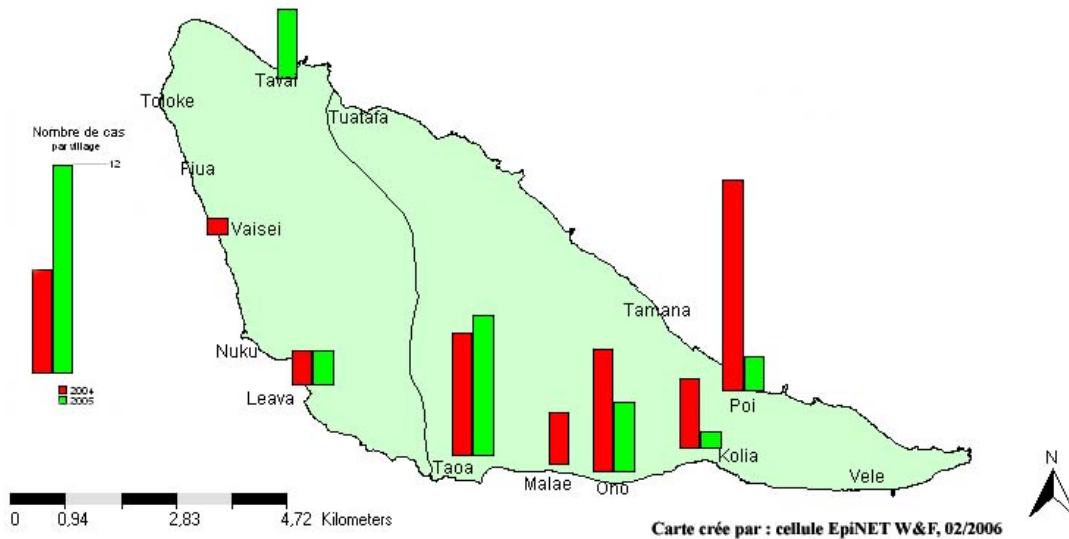 Tavai
Toloke
Tuatafa
Nombre de cas
par village
12
Fiua
Vaisei
Tamana
Nuku
2004
2005
Leava
Poi
Taoa
Malae
Ono
Kolia
Vele
N
0 0,94 2,83 4,72 Kilometers
Carte crée par : cellule EpiNET W&F, 02/2006